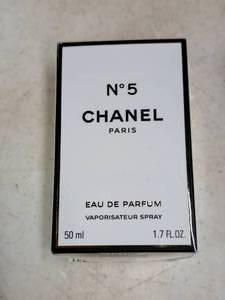 N°5
CHANEL
PARIS
EAU DE PARFUM
VAPORISATEUR SPRAY
50 ml 1.7 FL.OZ.